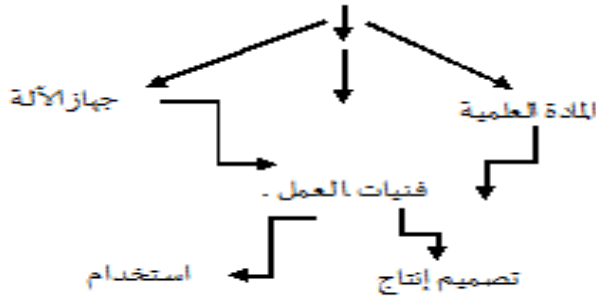 المادة العلمية
جهاز الآلة
فنيات العمل .
تصميم إنتاج
استخدام